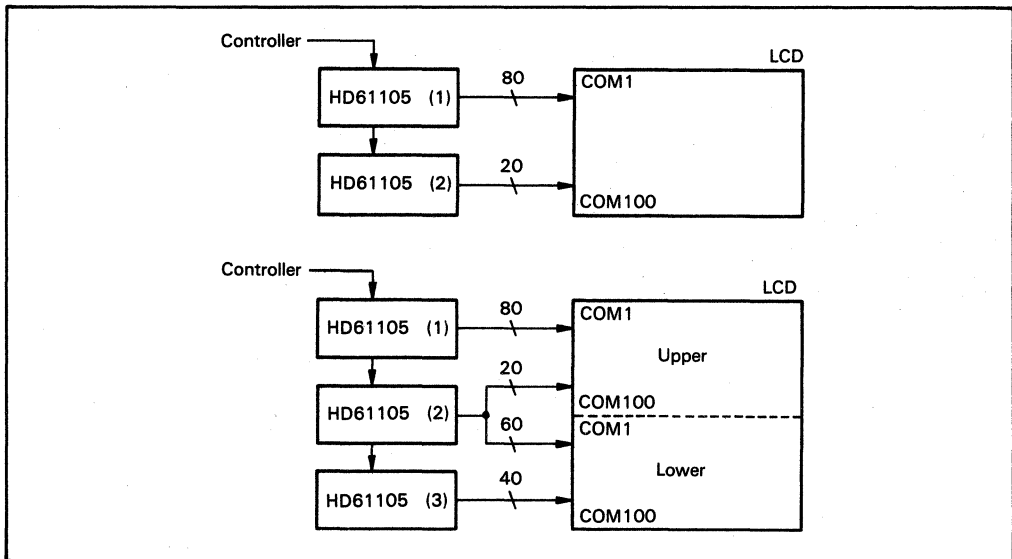 Controller
LCD
HD61105 (1)
80
COM1
HD61105 (2)
20
COM100
Controller
LCD
HD61105 (1)
80
COM1
Upper
HD61105 (2)
20
COM100
60
COM1
Lower
HD61105 (3)
40
COM100